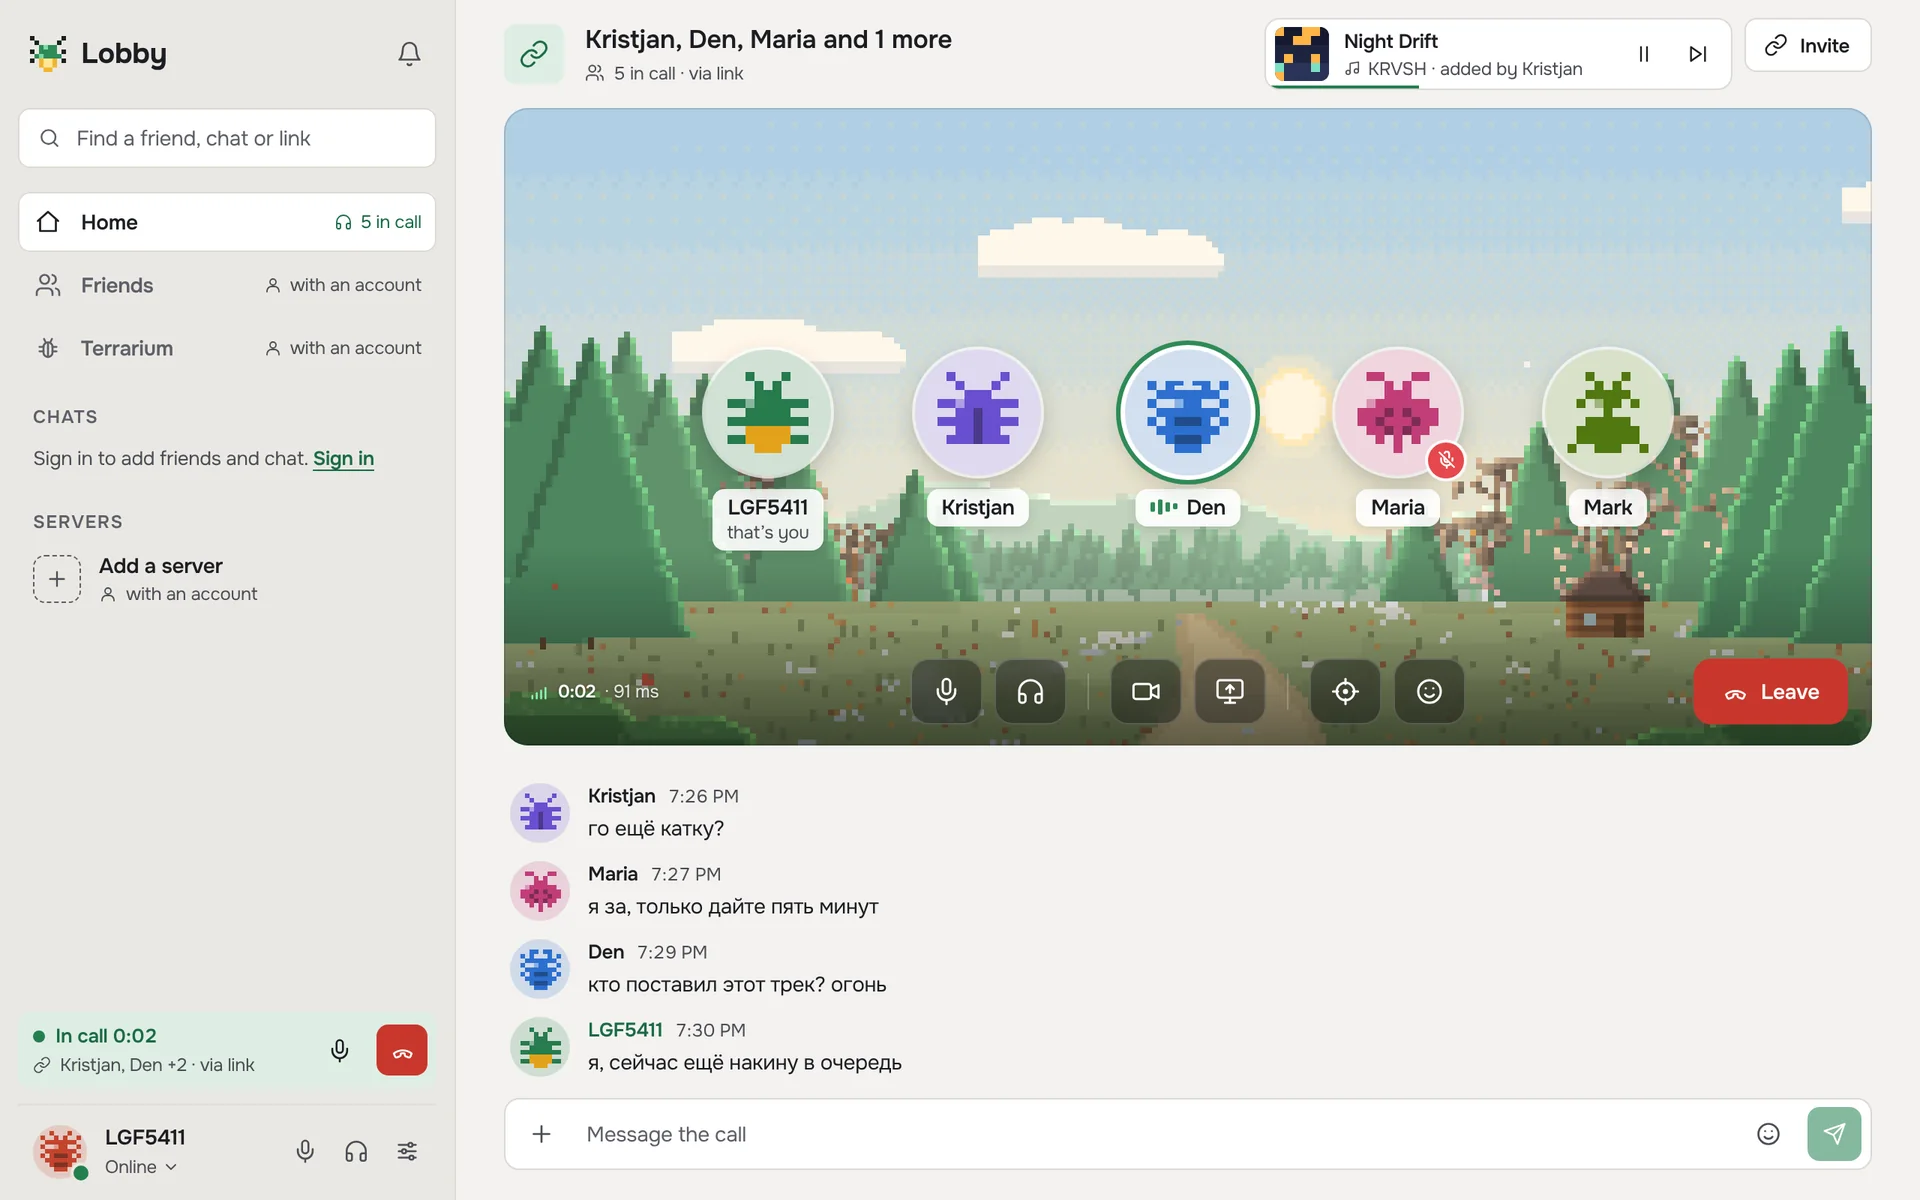 Lobby
Find a friend, chat or link
Home
5 in call
Friends
with an account
Terrarium
with an account
CHATS
Sign in to add friends and chat. Sign in
SERVERS
Add a server
with an account
In call 0:02
Kristjan, Den +2 · via link
LGF5411
Online
Kristjan, Den, Maria and 1 more
5 in call · via link
Night Drift
KRVSH · added by Kristjan
Invite
LGF5411
that's you
Kristjan
Den
Maria
Mark
0:02 · 91 ms
Leave
Kristjan 7:26 PM
го ещё катку?
Maria 7:27 PM
я за, только дайте пять минут
Den 7:29 PM
кто поставил этот трек? огонь
LGF5411 7:30 PM
я, сейчас ещё накину в очередь
Message the call